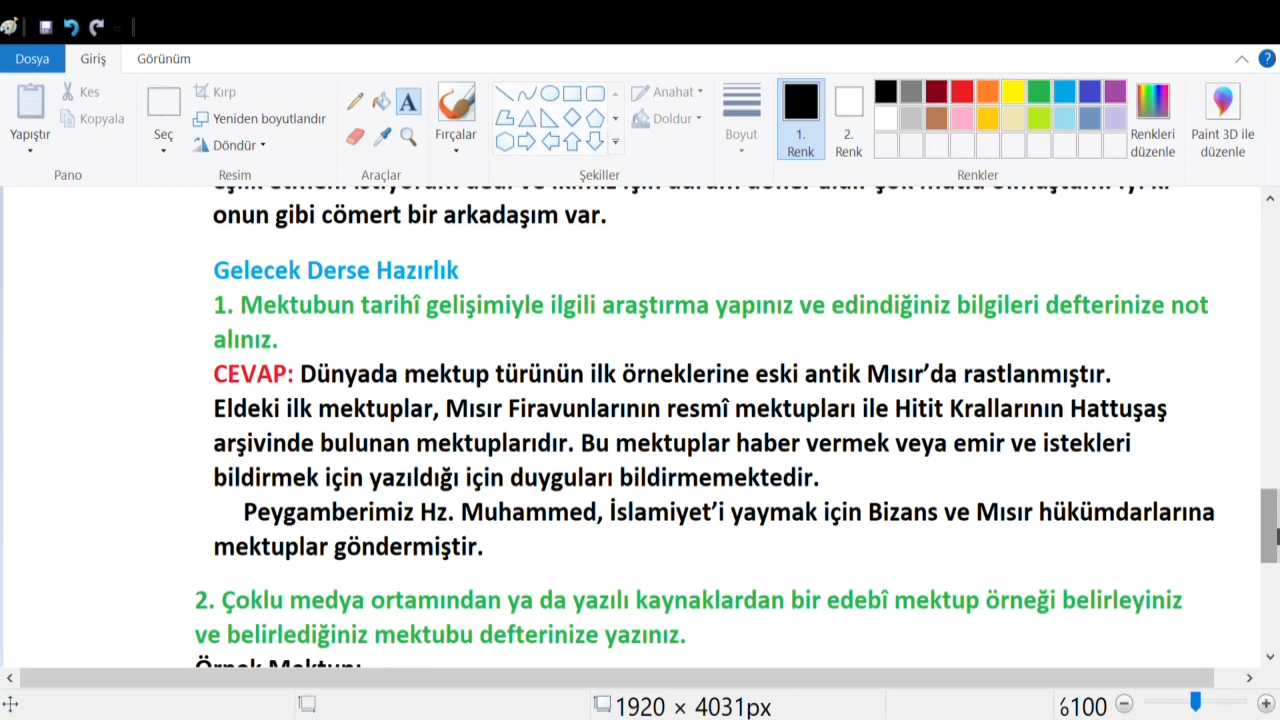 Dosya Giriş Görünüm
Yapıştır
Kes
Kopyala
Pano
Seç
Kırp
Yeniden boyutlandır
Döndür
Resim
A
Araçlar
Fırçalar
Şekiller
Anahat
Doldur
Boyut
1. Renk
2. Renk
Renkleri düzenle
Paint 3D ile düzenle
Renkler
onun gibi cömert bir arkadaşım var.
Gelecek Derse Hazırlık
1. Mektubun tarihî gelişimiyle ilgili araştırma yapınız ve edindiğiniz bilgileri defterinize not
alınız.
CEVAP: Dünyada mektup türünün ilk örneklerine eski antik Mısır’da rastlanmıştır.
Eldeki ilk mektuplar, Mısır Firavunlarının resmî mektupları ile Hitit Krallarının Hattuşaş
arşivinde bulunan mektuplarıdır. Bu mektuplar haber vermek veya emir ve istekleri
bildirmek için yazıldığı için duyguları bildirmemektedir.
Peygamberimiz Hz. Muhammed, İslamiyet’i yaymak için Bizans ve Mısır hükümdarlarına
mektuplar göndermiştir.
2. Çoklu medya ortamından ya da yazılı kaynaklardan bir edebî mektup örneği belirleyiniz
ve belirlediğiniz mektubu defterinize yazınız.
Örnek Mektup:
1920 × 4031px